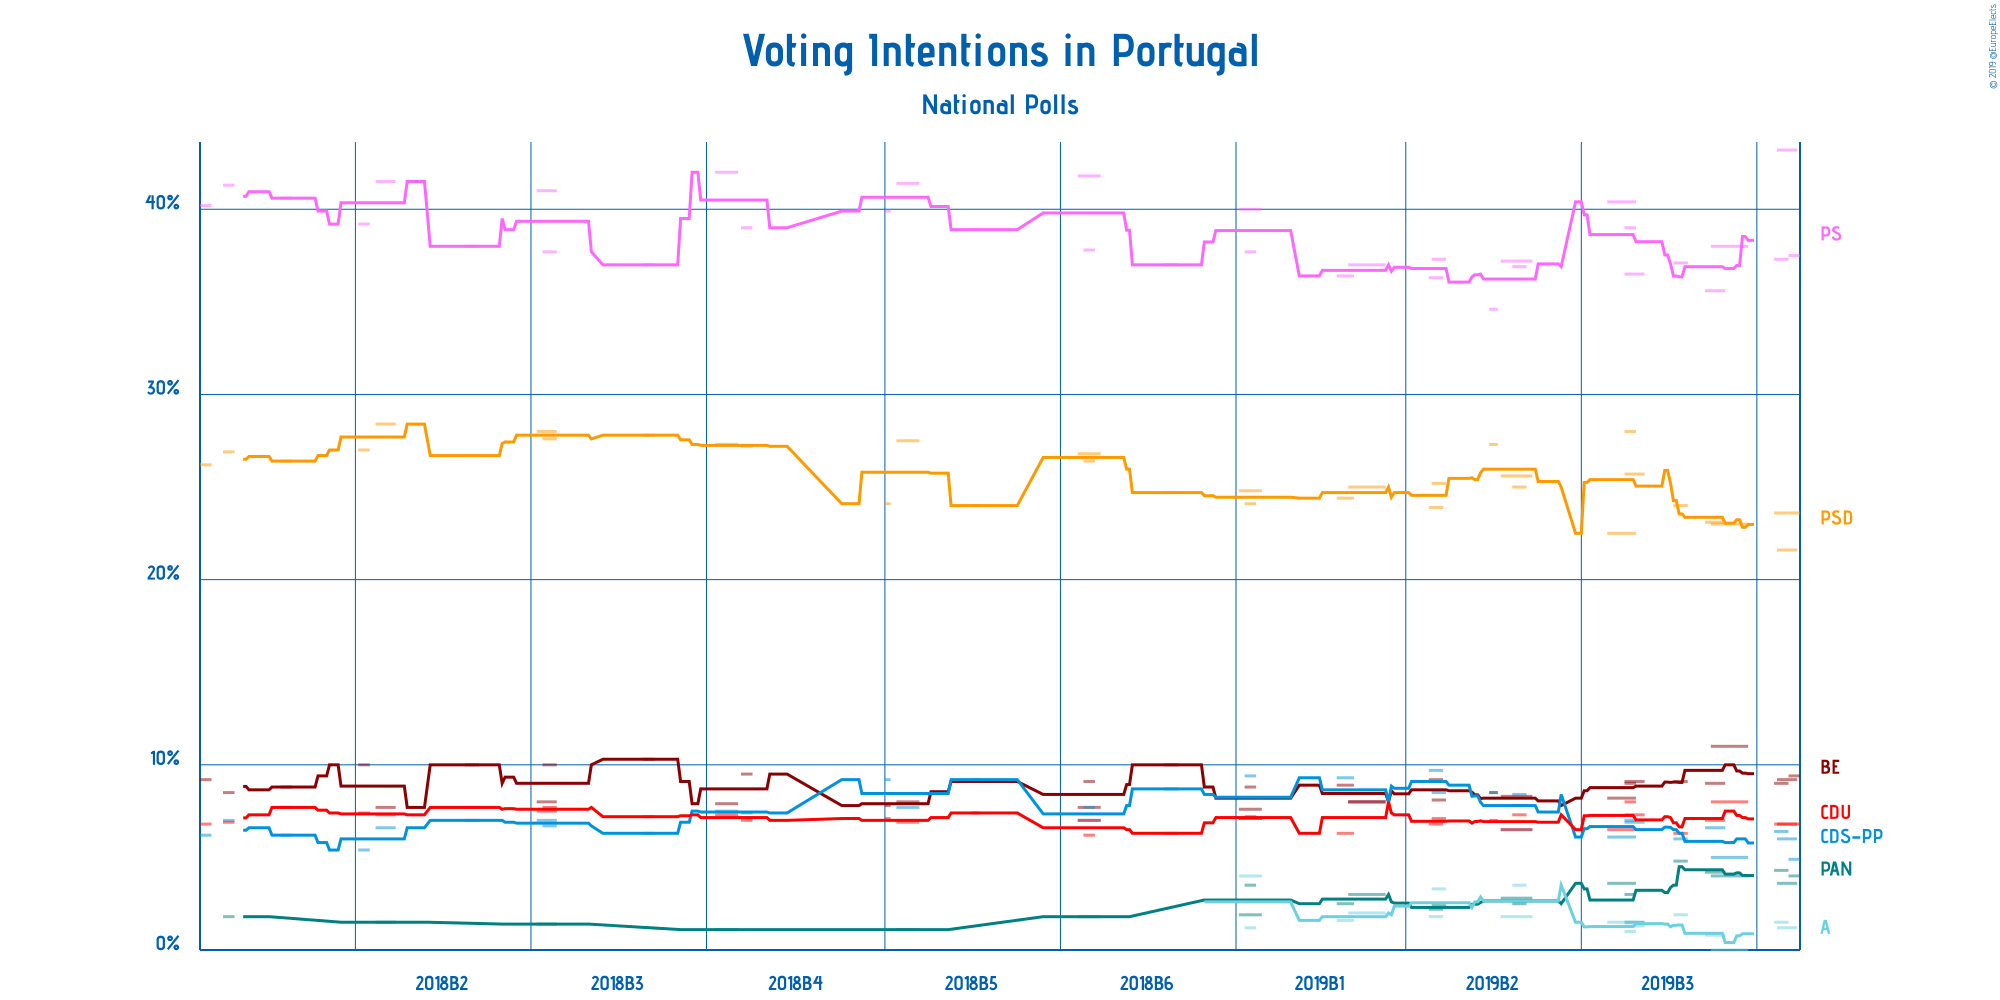 Voting Intentions in Portugal
National Polls
© 2019 @EuropeElects
40%
30%
20%
10%
0%
PS
PSD
BE
CDU
CDS-PP
PAN
A
2018B2
2018B3
2018B4
2018B5
2018B6
2019B1
2019B2
2019B3